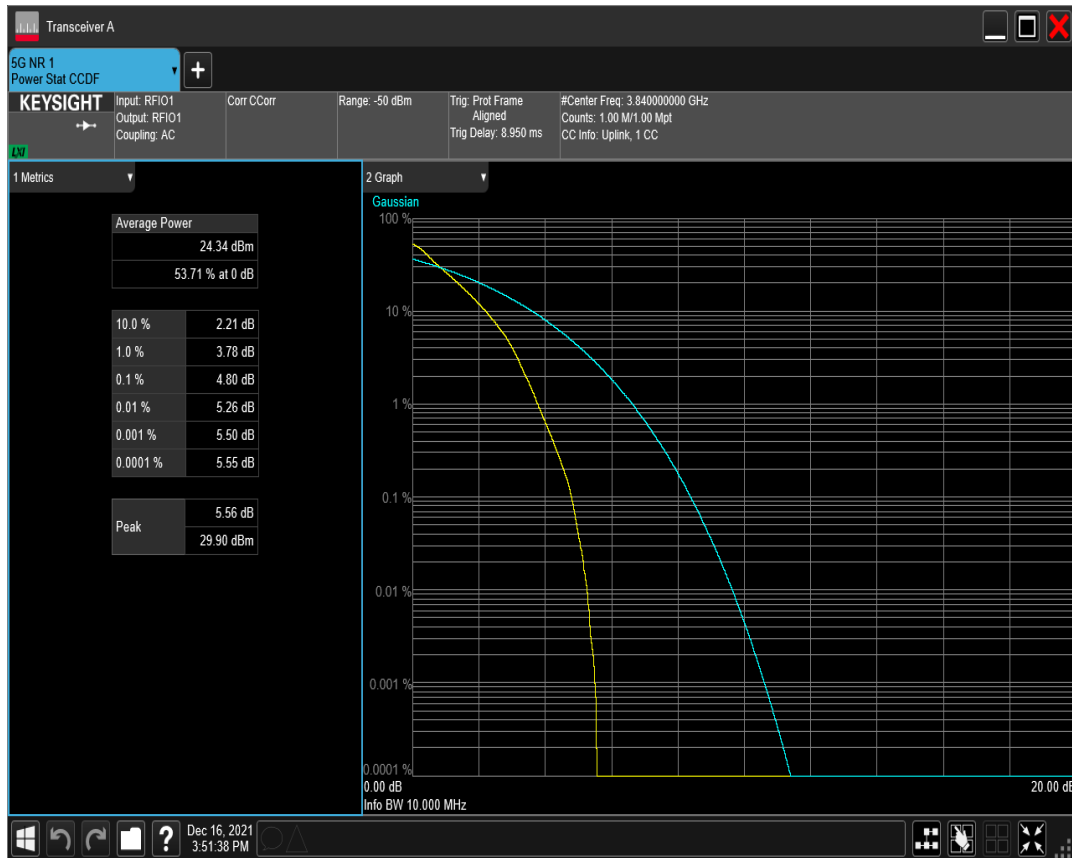 Transceiver A
5G NR 1
Power Stat CCDF
+
KEYSIGHT
LXI
Input: RFIO1
Output: RFIO1
Coupling: AC
Corr CCorr
Range: -50 dBm
Trig: Prot Frame
Aligned
Trig Delay: 8.950 ms
#Center Freq: 3.840000000 GHz
Counts: 1.00 M/1.00 Mpt
CC Info: Uplink, 1 CC
1 Metrics
Average Power
24.34 dBm
53.71 % at 0 dB
10.0 % 2.21 dB
1.0 % 3.78 dB
0.1 % 4.80 dB
0.01 % 5.26 dB
0.001 % 5.50 dB
0.0001 % 5.55 dB
Peak 5.56 dB
29.90 dBm
2 Graph
Gaussian
100 %
10 %
1 %
0.1 %
0.01 %
0.001 %
0.0001 %
0.00 dB 20.00 dB
Info BW 10.000 MHz
?
Dec 16, 2021
3:51:38 PM